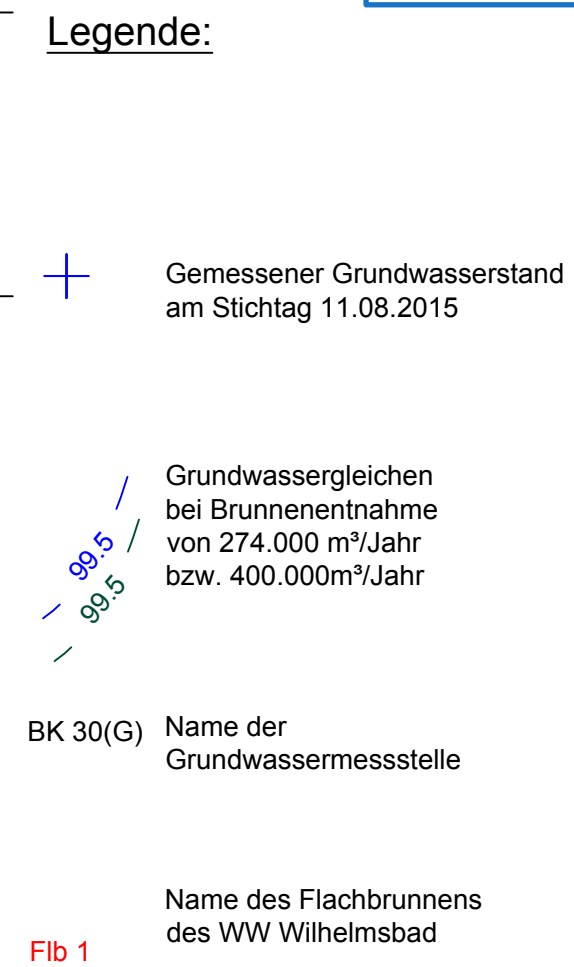 Legende:
Gemessener Grundwasserstand
am Stichtag 11.08.2015
Grundwassergleichen
bei Brunnenentnahme
von 274.000 m³/Jahr
bzw. 400.000m³/Jahr
99.5
99.5
BK 30(G)
Name der
Grundwassermessstelle
Name des Flachbrunnens
des WW Wilhelmsbad
Flb 1